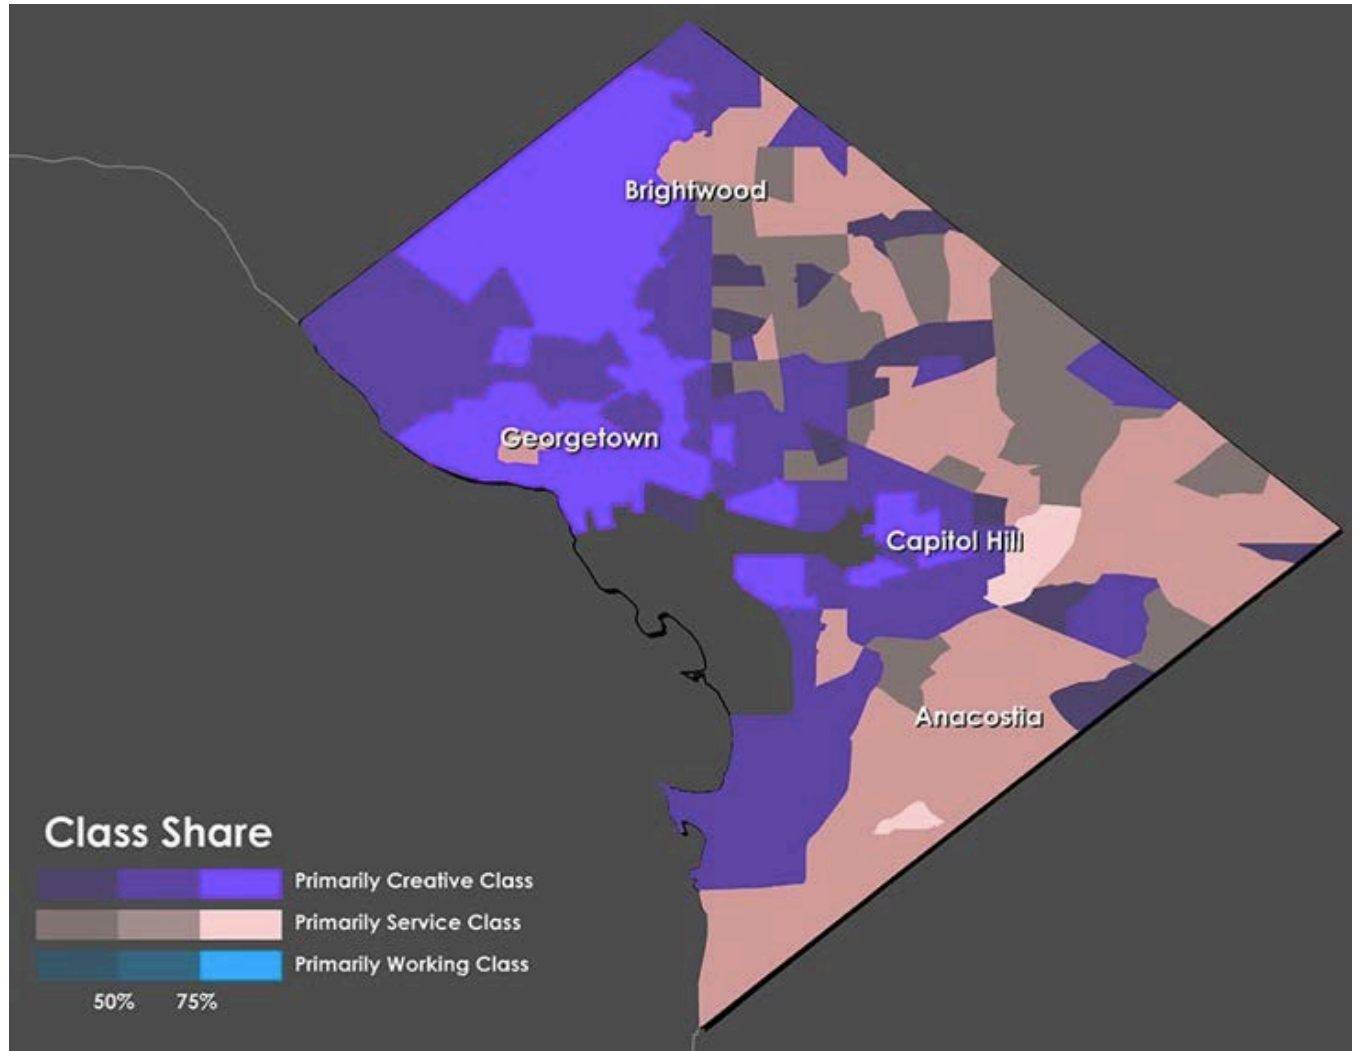 Brightwood
Georgetown
Capitol Hill
Anacostia
Class Share
Primarily Creative Class
Primarily Service Class
Primarily Working Class
50% 75%